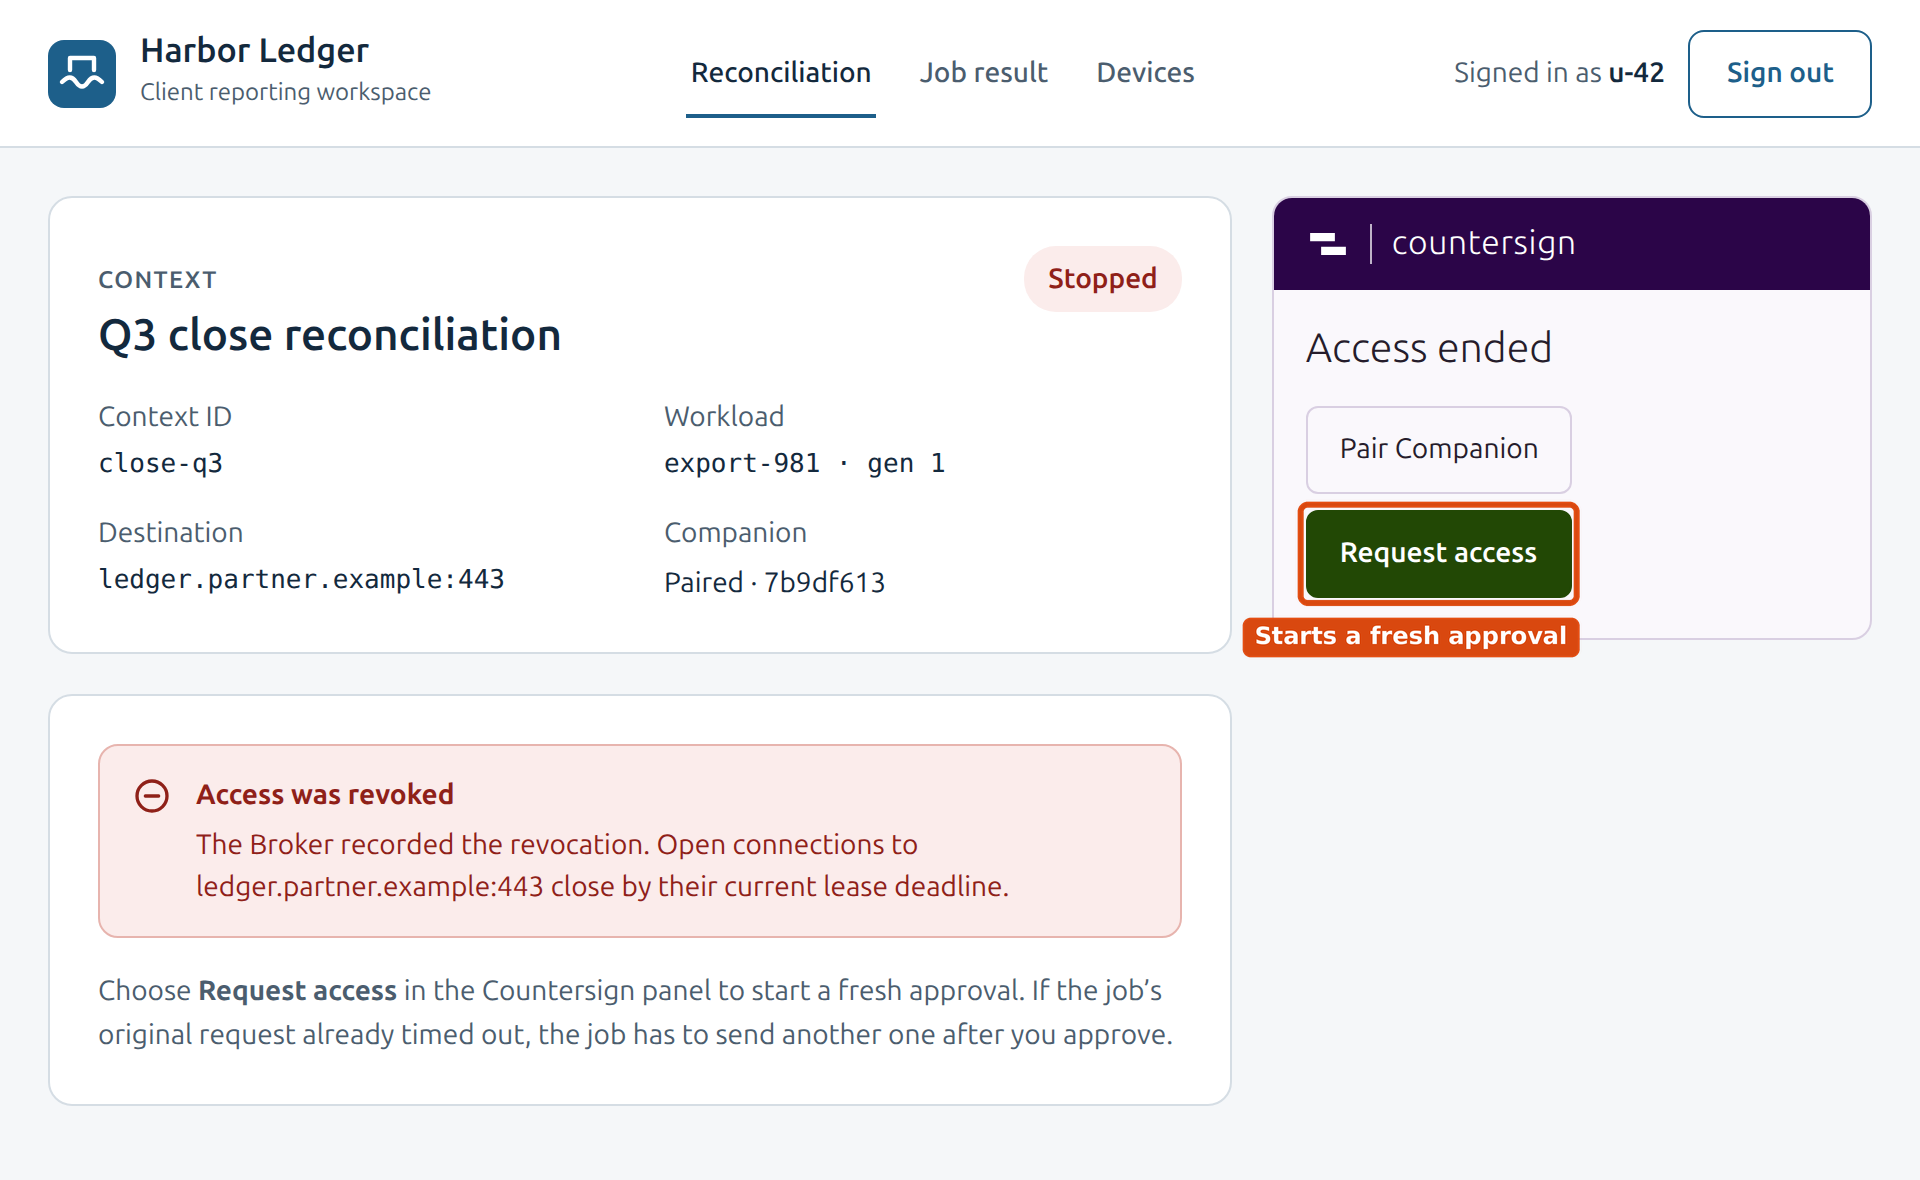 Harbor Ledger
Client reporting workspace
Reconciliation
Job result
Devices
Signed in as u-42
Sign out
CONTEXT
Stopped
Q3 close reconciliation
Context ID
close-q3
Workload
export-981 · gen 1
Destination
ledger.partner.example:443
Companion
Paired · 7b9df613
countersign
Access ended
Pair Companion
Request access
Starts a fresh approval
Access was revoked
The Broker recorded the revocation. Open connections to
ledger.partner.example:443 close by their current lease deadline.
Choose Request access in the Countersign panel to start a fresh approval. If the job’s
original request already timed out, the job has to send another one after you approve.